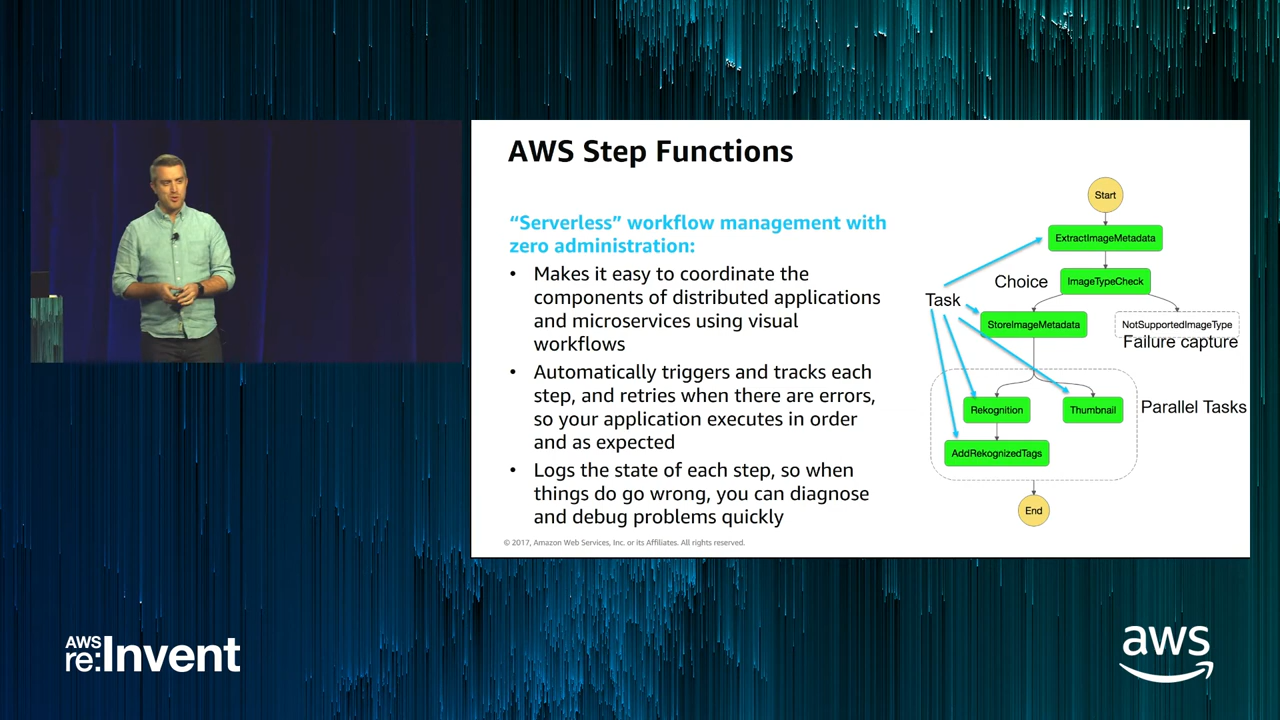 AWS Step Functions
“Serverless” workflow management with
zero administration:
• Makes it easy to coordinate the
components of distributed applications
and microservices using visual
workflows
• Automatically triggers and tracks each
step, and retries when there are errors,
so your application executes in order
and as expected
• Logs the state of each step, so when
things do go wrong, you can diagnose
and debug problems quickly
© 2017, Amazon Web Services, Inc. or its Affiliates. All rights reserved.
Start
ExtractImageMetadata
Choice
ImageTypeCheck
Task
StoreImageMetadata
NotSupportedImageType
Failure capture
Rekognition
Thumbnail
Parallel Tasks
AddRekognizedTags
End
AWS
re:Invent
aws